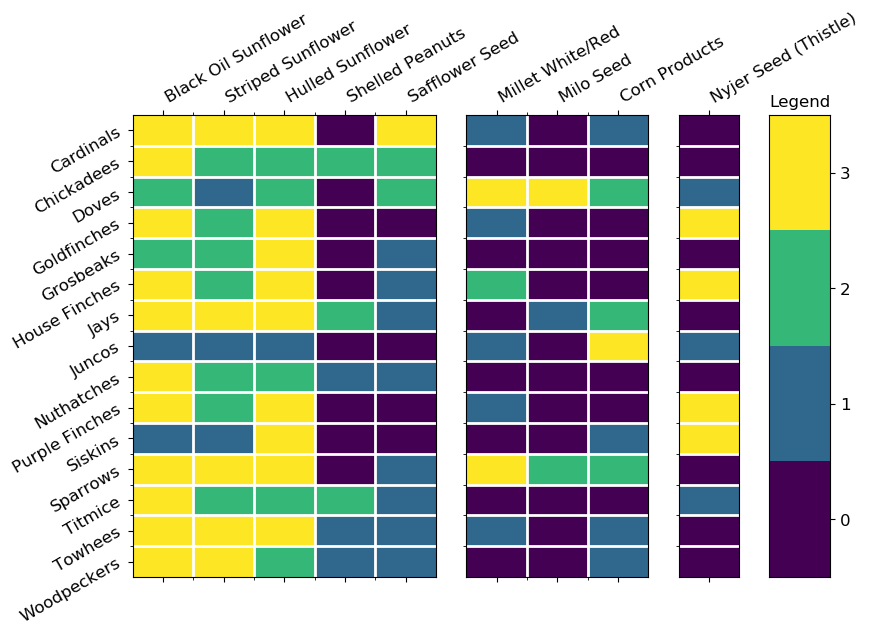 Black Oil Sunflower
Striped Sunflower
Hulled Sunflower
Shelled Peanuts
Safflower Seed
Millet White/Red
Milo Seed
Corn Products
Nyjer Seed (Thistle)
Legend
Cardinals
Chickadees
Doves
Goldfinches
Grosbeaks
House Finches
Jays
Juncos
Nuthatches
Purple Finches
Siskins
Sparrows
Titmice
Towhees
Woodpeckers
3
2
1
0